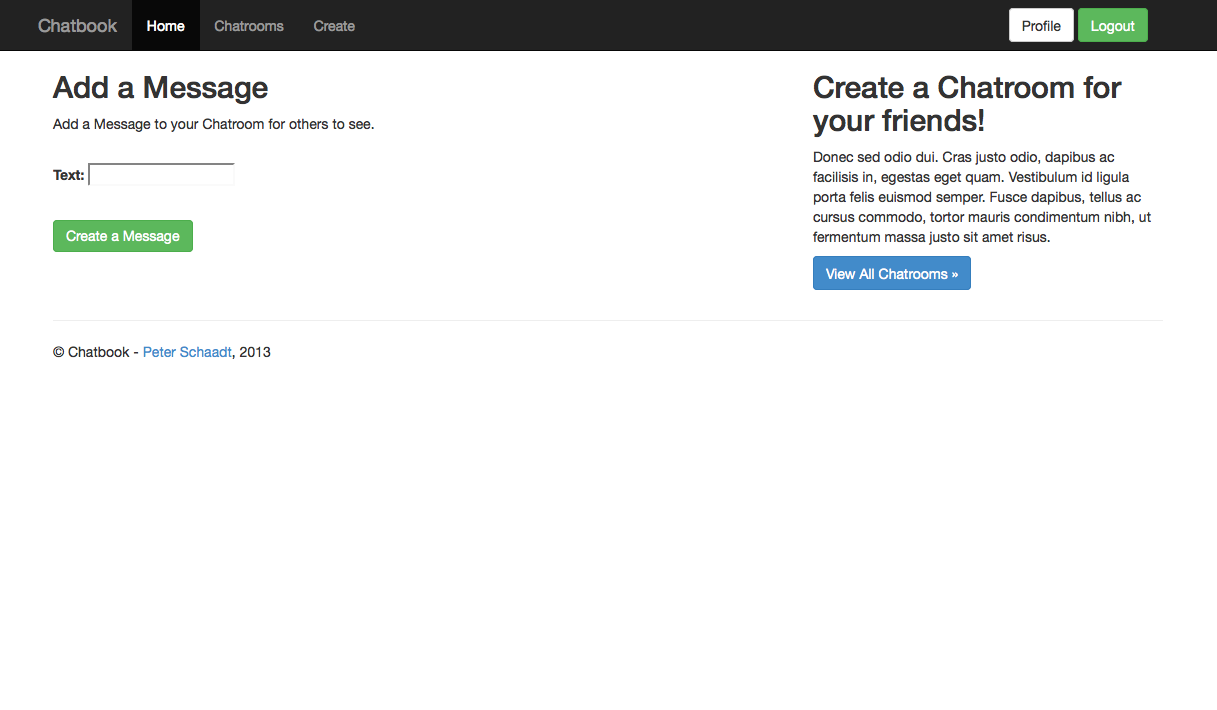 Chatbook Home Chatrooms Create Profile Logout
Add a Message
Add a Message to your Chatroom for others to see.
Text:
Create a Message
Create a Chatroom for
your friends!
Donec sed odio dui. Cras justo odio, dapibus ac
facilisis in, egestas eget quam. Vestibulum id ligula
porta felis euismod semper. Fusce dapibus, tellus ac
cursus commodo, tortor mauris condimentum nibh, ut
fermentum massa justo sit amet risus.
View All Chatrooms »
© Chatbook - Peter Schaadt, 2013